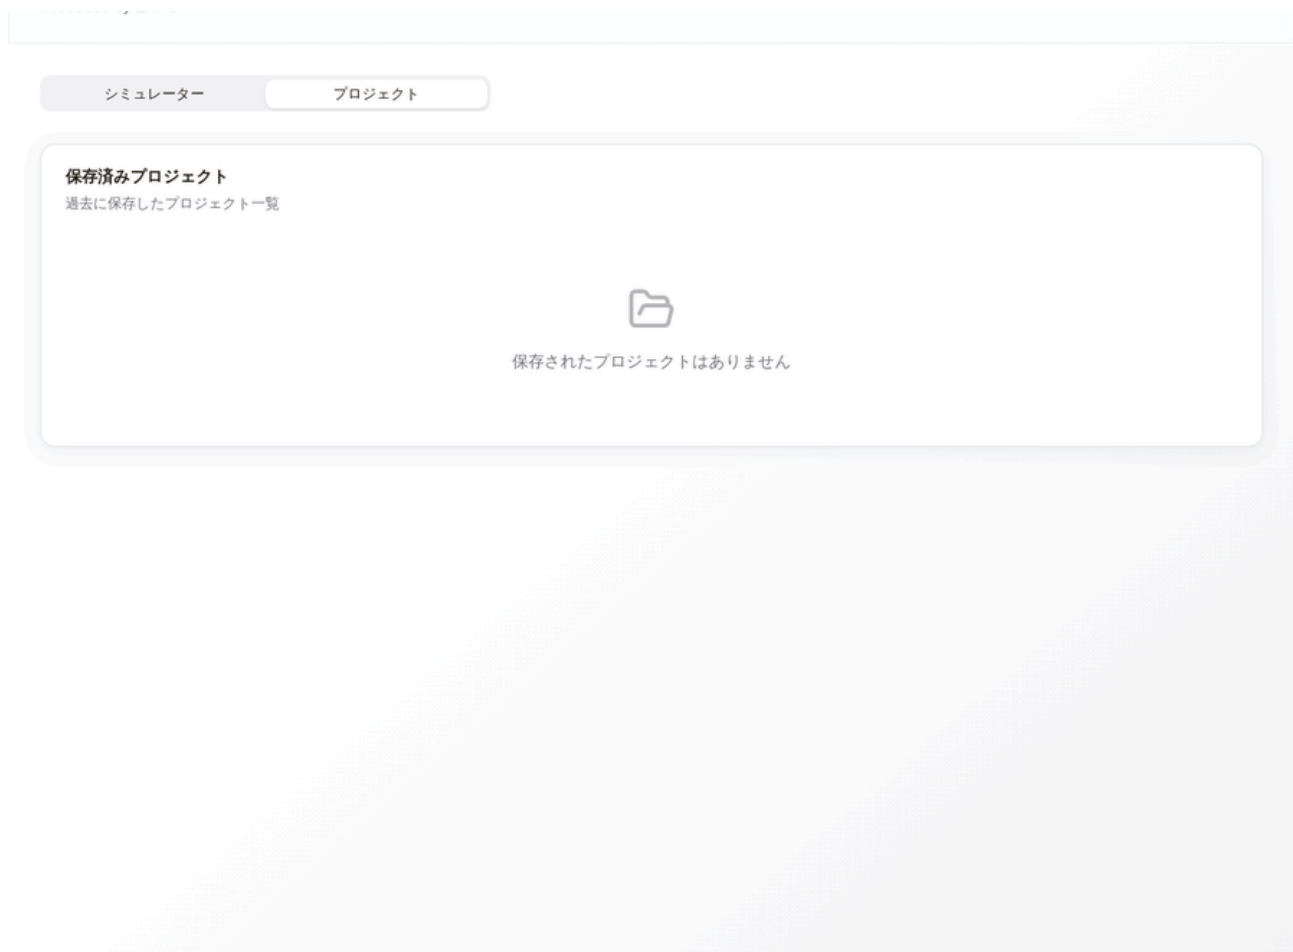 シミュレーター
プロジェクト
保存済みプロジェクト
過去に保存したプロジェクト一覧
保存されたプロジェクトはありません